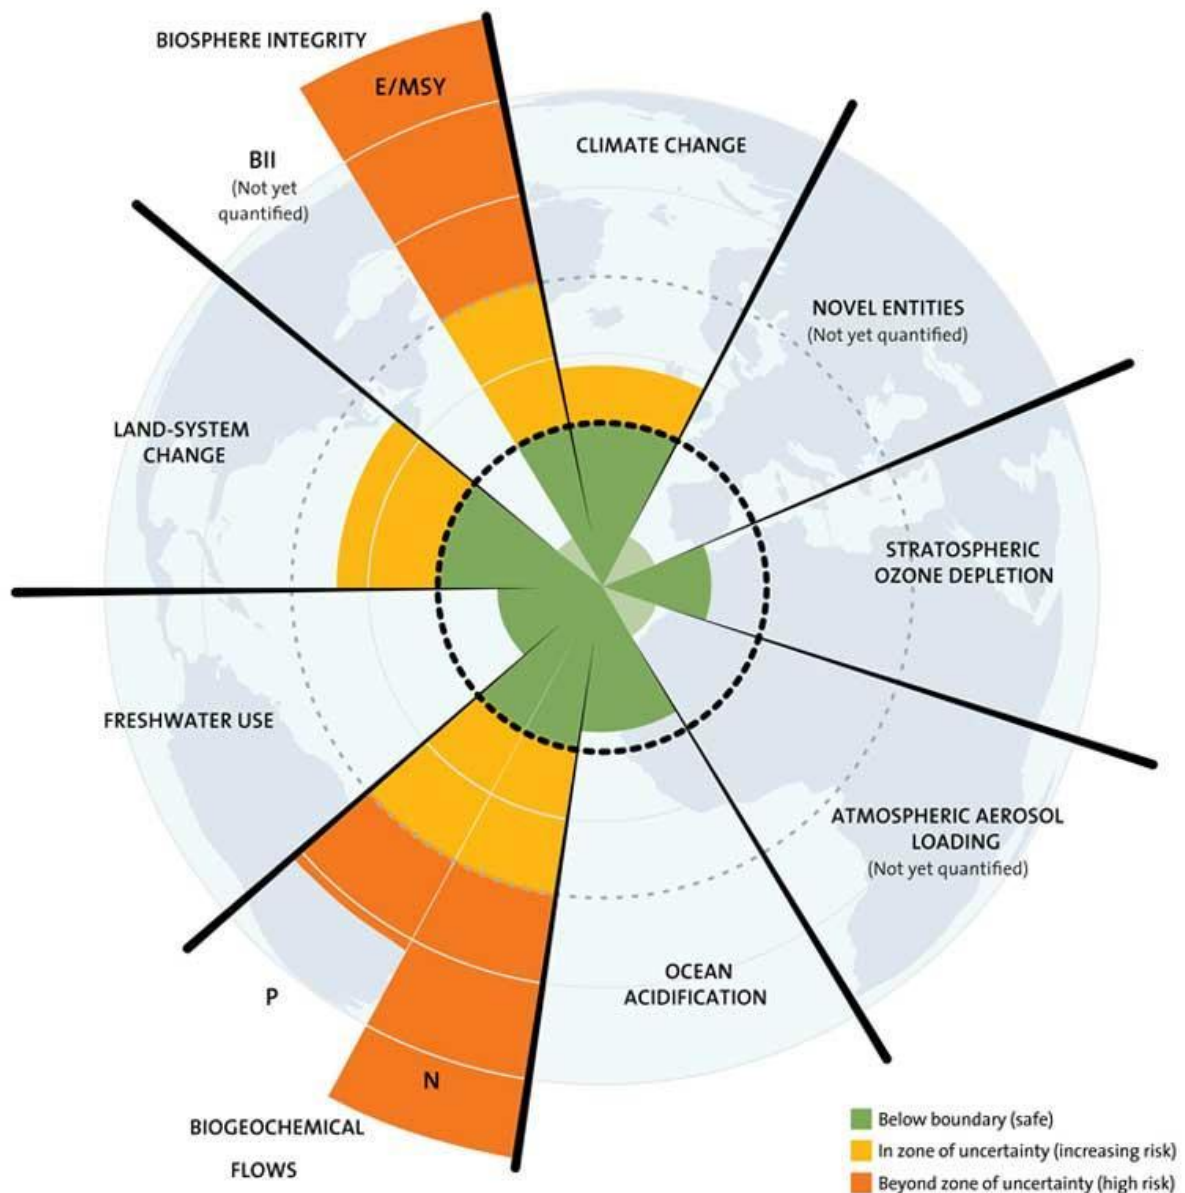 BIOSPHERE INTEGRITY
E/MSY
BII
(Not yet
quantified)
CLIMATE CHANGE
NOVEL ENTITIES
(Not yet quantified)
LAND-SYSTEM
CHANGE
STRATOSPHERIC
OZONE DEPLETION
FRESHWATER USE
ATMOSPHERIC AEROSOL
LOADING
(Not yet quantified)
OCEAN
ACIDIFICATION
P
N
BIOGEOCHEMICAL
FLOWS
Below boundary (safe)
In zone of uncertainty (increasing risk)
Beyond zone of uncertainty (high risk)